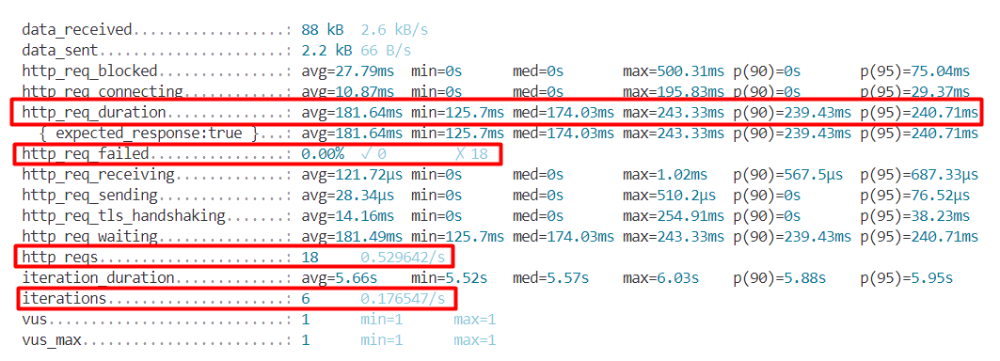 data_received..................: 88 kB 2.6 kB/s
data_sent......................: 2.2 kB 66 B/s
http_req_blocked...............: avg=27.79ms min=0s med=0s max=500.31ms p(90)=0s p(95)=75.04ms
http_req_connecting............: avg=10.87ms min=0s med=0s max=195.83ms p(90)=0s p(95)=29.37ms
http_req_duration..............: avg=181.64ms min=125.7ms med=174.03ms max=243.33ms p(90)=239.43ms p(95)=240.71ms
{ expected_response:true }...: avg=181.64ms min=125.7ms med=174.03ms max=243.33ms p(90)=239.43ms p(95)=240.71ms
http_req_failed................: 0.00% ✓ 0 ✗ 18
http_req_receiving.............: avg=121.72µs min=0s med=0s max=1.02ms p(90)=567.5µs p(95)=687.33µs
http_req_sending...............: avg=28.34µs min=0s med=0s max=510.2µs p(90)=0s p(95)=76.52µs
http_req_tls_handshaking.......: avg=14.16ms min=0s med=0s max=254.91ms p(90)=0s p(95)=38.23ms
http_req_waiting...............: avg=181.49ms min=125.7ms med=174.03ms max=243.33ms p(90)=239.43ms p(95)=240.71ms
http_reqs......................: 18 0.529642/s
iteration_duration.............: avg=5.66s min=5.52s med=5.57s max=6.03s p(90)=5.88s p(95)=5.95s
iterations.....................: 6 0.176547/s
vus............................: 1 min=1 max=1
vus_max........................: 1 min=1 max=1